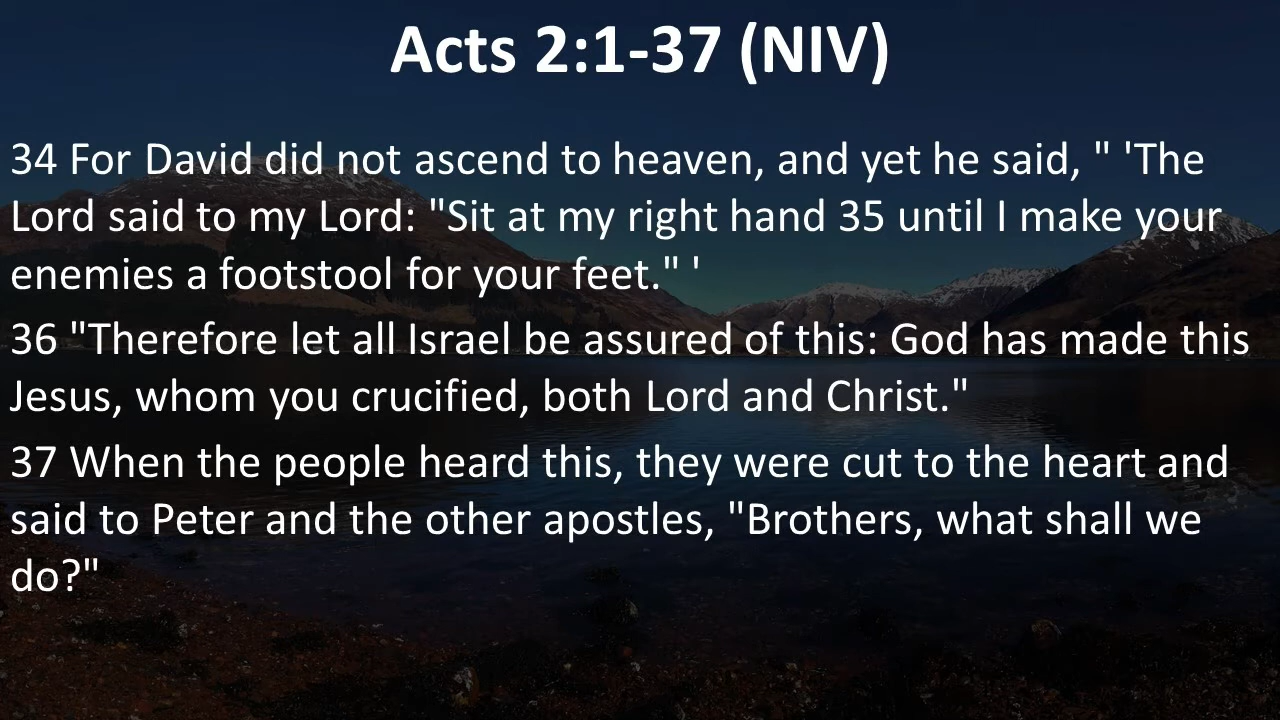 Acts 2:1-37 (NIV)
34 For David did not ascend to heaven, and yet he said, " 'The
Lord said to my Lord: "Sit at my right hand 35 until I make your
enemies a footstool for your feet." '
36 "Therefore let all Israel be assured of this: God has made this
Jesus, whom you crucified, both Lord and Christ."
37 When the people heard this, they were cut to the heart and
said to Peter and the other apostles, "Brothers, what shall we
do?"